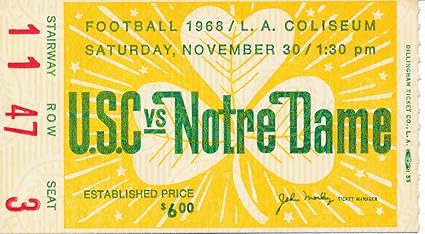 STAIRWAY 11
ROW 47
SEAT 3
FOOTBALL 1968 / L. A. COLISEUM
SATURDAY, NOVEMBER 30 / 1:30 pm
U.S.C vs Notre Dame
ESTABLISHED PRICE
$6.00
TICKET MANAGER
DILLINGHAM TICKET CO., L. A.
55